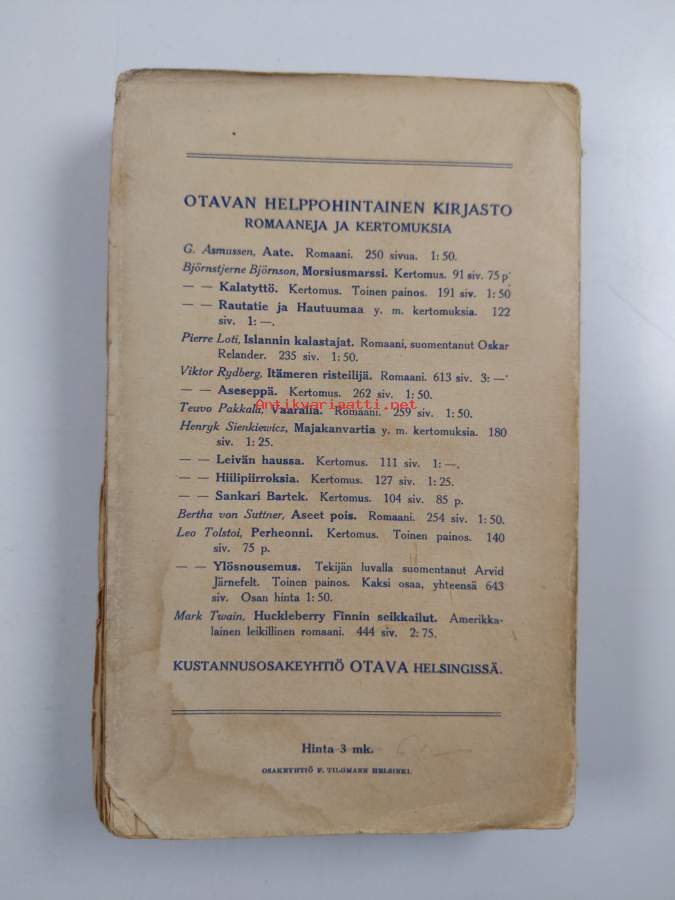 OTAVAN HELPPOHINTAINEN KIRJASTO
ROMAANEJA JA KERTOMUKSIA
G. Asmussen, Aate. Romaani. 250 sivua. 1:50.
Björnstjerne Björnson, Morsiusmarssi. Kertomus. 91 siv. 75 p.
— — Kalatyttö. Kertomus. Toinen painos. 191 siv. 1:50
— — Rautatie ja Hautuumaa y. m. kertomuksia. 122
siv. 1:—.
Pierre Loti, Islannin kalastajat. Romaani, suomentanut Oskar
Relander. 235 siv. 1:50.
Viktor Rydberg, Itämeren risteilijä. Romaani. 613 siv. 3:—
— — Aseseppä. Kertomus. 262 siv. 1:50.
Antikvariaatti.net
Teuvo Pakkala, Vaaralla. Romaani. 259 siv. 1:50.
Henryk Sienkiewicz, Majakanvartia y. m. kertomuksia. 180
siv. 1:25.
— — Leivän haussa. Kertomus. 111 siv. 1:—.
— — Hiilipiirroksia. Kertomus. 127 siv. 1:25.
— — Sankari Bartek. Kertomus. 104 siv. 85 p.
Bertha von Suttner, Aseet pois. Romaani. 254 siv. 1:50.
Leo Tolstoi, Perheonni. Kertomus. Toinen painos. 140
siv. 75 p.
— — Ylösnousemus. Tekijän luvalla suomentanut Arvid
Järnefelt. Toinen painos. Kaksi osaa, yhteensä 643
siv. Osan hinta 1:50.
Mark Twain, Huckleberry Finnin seikkailut. Amerikka-
lainen leikillinen romaani. 444 siv. 2:75.
KUSTANNUSOSAKEYHTIÖ OTAVA HELSINGISSÄ.
Hinta 3 mk.
OSAKEYHTIÖ F. TILGMANN HELSINKI.